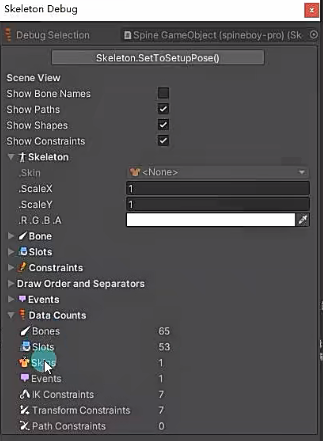 Skeleton Debug
Debug Selection Spine GameObject (spineboy-pro) (Sk
Skeleton.SetToSetupPose()
Scene View
Show Bone Names
Show Paths
Show Shapes
Show Constraints
Skeleton
.Skin <None>
.ScaleX 1
.ScaleY 1
.R.G.B.A
Bone
Slots
Constraints
Draw Order and Separators
Events
Data Counts
Bones 65
Slots 53
Skins 1
Events 1
IK Constraints 7
Transform Constraints 7
Path Constraints 0